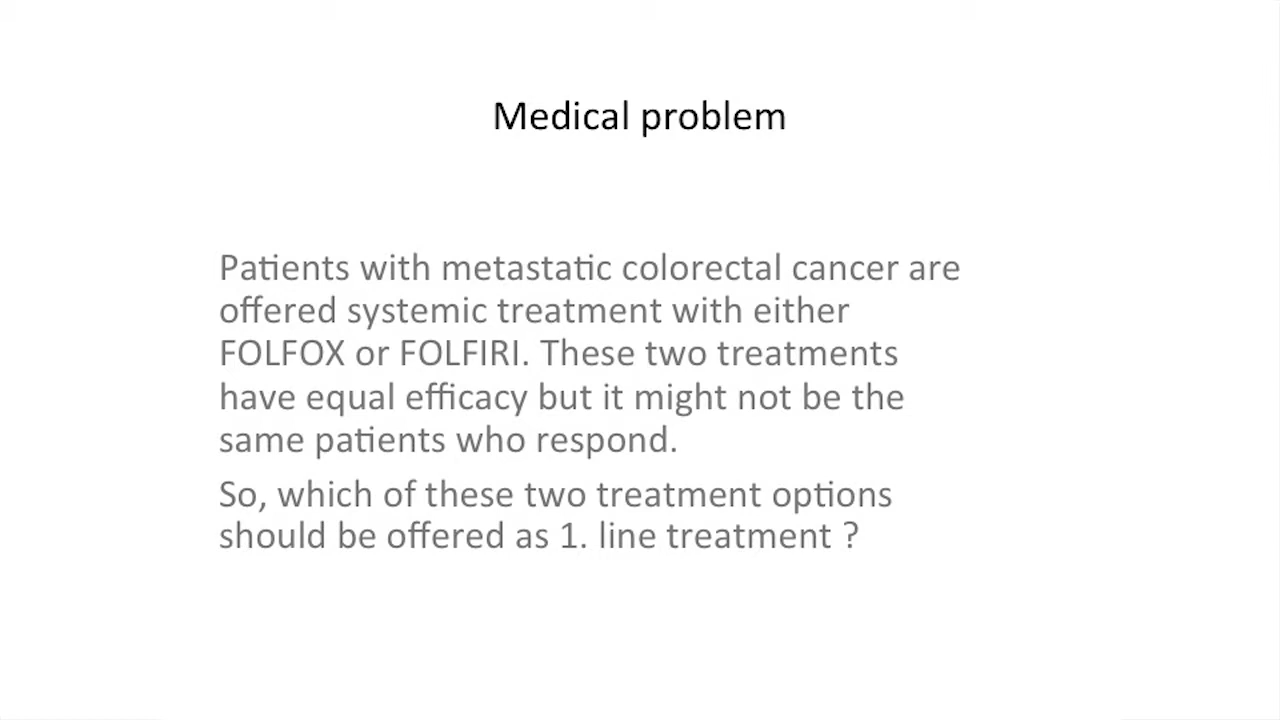 Medical problem
Patients with metastatic colorectal cancer are
offered systemic treatment with either
FOLFOX or FOLFIRI. These two treatments
have equal efficacy but it might not be the
same patients who respond.
So, which of these two treatment options
should be offered as 1. line treatment ?